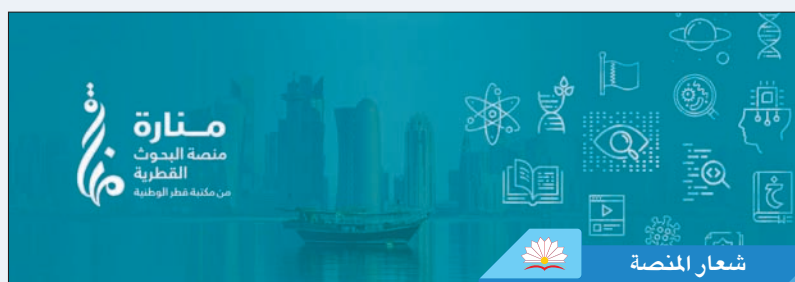 منارة
منصة البحوث
القطرية
من مكتبة قطر الوطنية
شعار المنصة